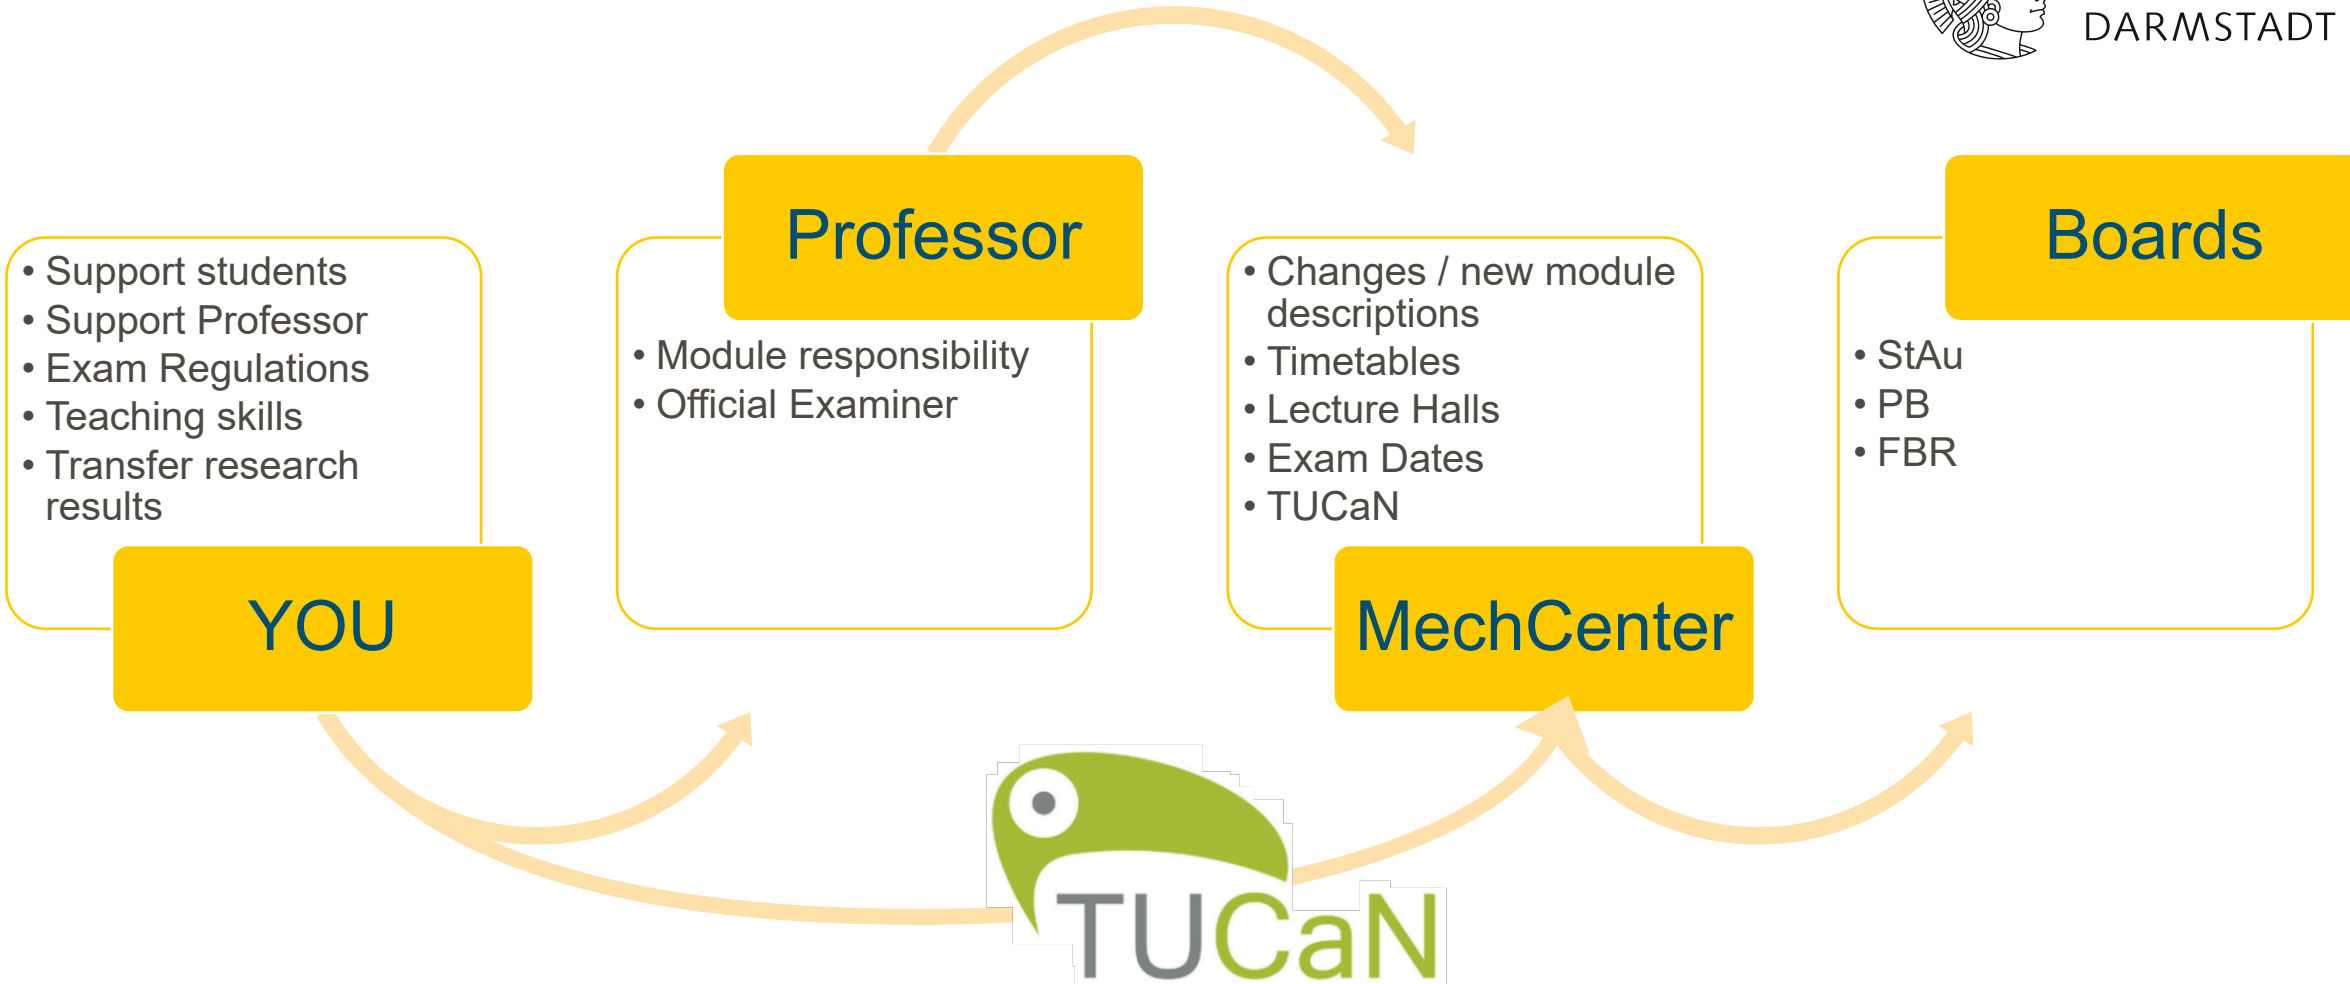 DARMSTADT
• Support students
• Support Professor
• Exam Regulations
• Teaching skills
• Transfer research
results
YOU
Professor
• Module responsibility
• Official Examiner
• Changes / new module
descriptions
• Timetables
• Lecture Halls
• Exam Dates
• TUCaN
MechCenter
Boards
• StAu
• PB
• FBR
TUCaN